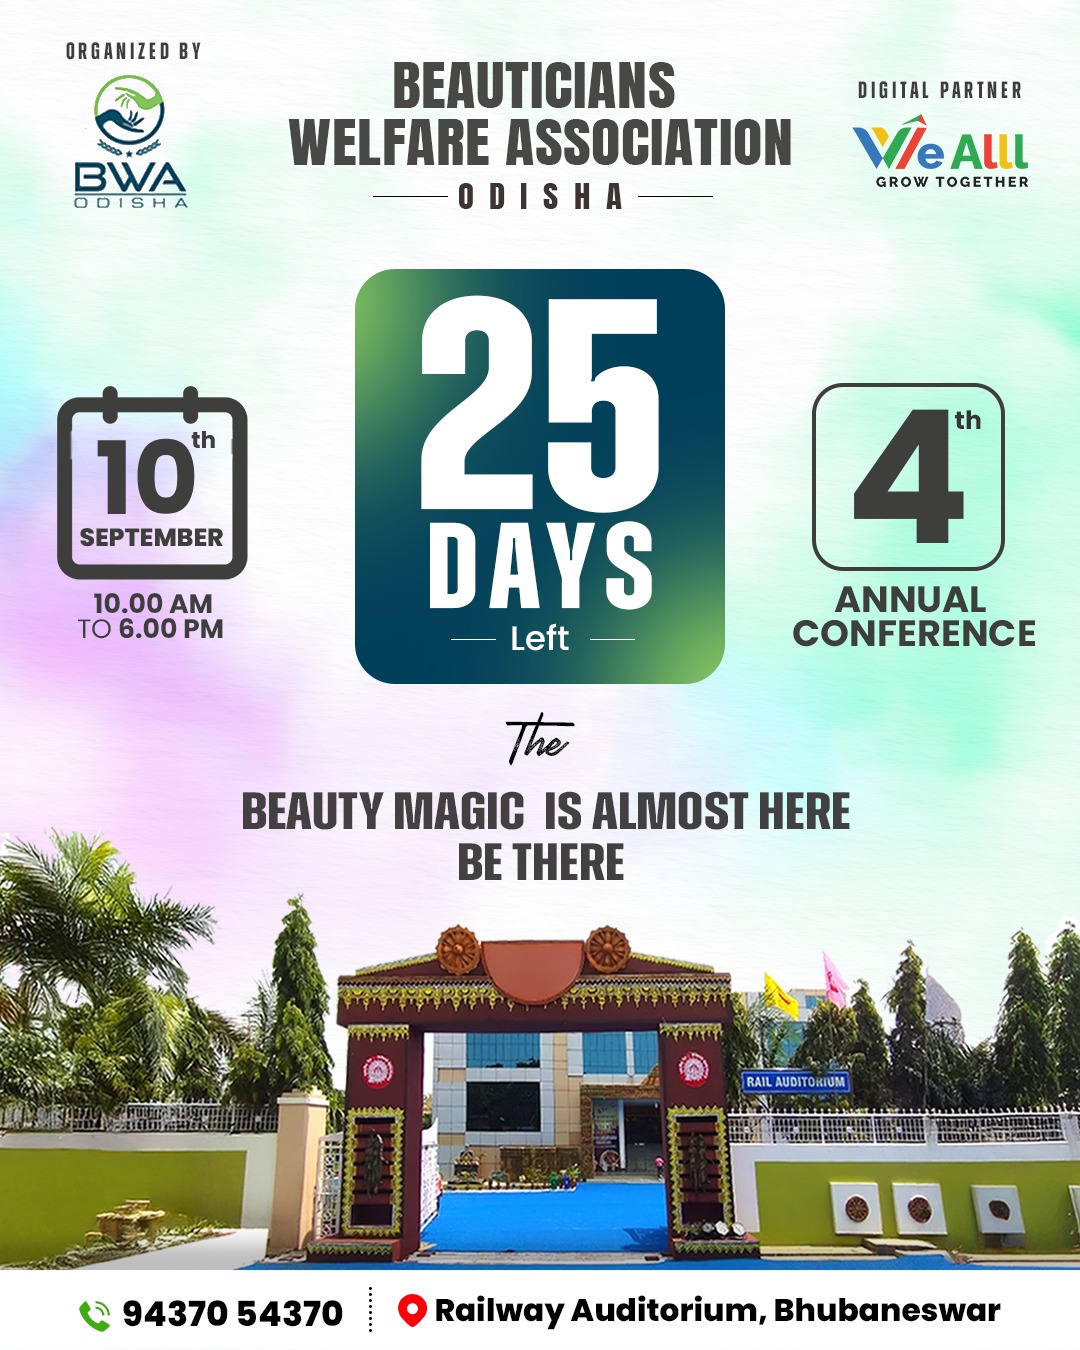 ORGANIZED BY
BWA
ODISHA
BEAUTICIANS
WELFARE ASSOCIATION
ODISHA
DIGITAL PARTNER
We Alll
GROW TOGETHER
25
DAYS
Left
10th
SEPTEMBER
10.00 AM
TO 6.00 PM
4th
ANNUAL
CONFERENCE
The
BEAUTY MAGIC IS ALMOST HERE
BE THERE
RAIL AUDITORIUM
94370 54370
Railway Auditorium, Bhubaneswar